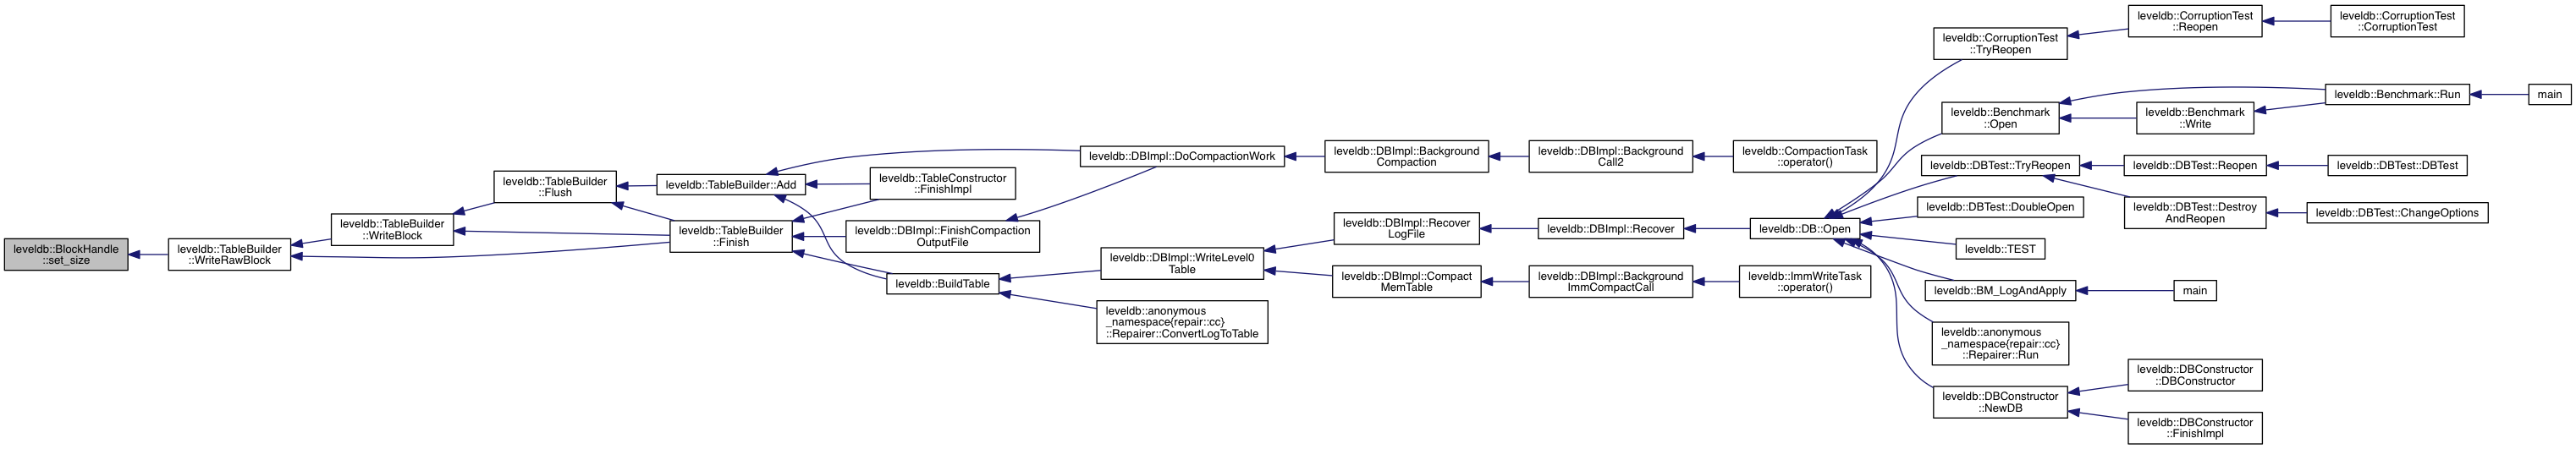 leveldb::BlockHandle
::set_size
leveldb::TableBuilder
::WriteRawBlock
leveldb::TableBuilder
::WriteBlock
leveldb::TableBuilder
::Flush
leveldb::TableBuilder::Add
leveldb::TableBuilder
::Finish
leveldb::TableConstructor
::FinishImpl
leveldb::DBImpl::FinishCompaction
OutputFile
leveldb::BuildTable
leveldb::DBImpl::DoCompactionWork
leveldb::DBImpl::WriteLevel0
Table
leveldb::anonymous
_namespace{repair::cc}
::Repairer::ConvertLogToTable
leveldb::DBImpl::Background
Compaction
leveldb::DBImpl::Recover
LogFile
leveldb::DBImpl::Compact
MemTable
leveldb::DBImpl::Background
Call2
leveldb::DBImpl::Recover
leveldb::DBImpl::Background
ImmCompactCall
leveldb::CompactionTask
::operator()
leveldb::DB::Open
leveldb::ImmWriteTask
::operator()
leveldb::CorruptionTest
::TryReopen
leveldb::Benchmark
::Open
leveldb::DBTest::TryReopen
leveldb::DBTest::DoubleOpen
leveldb::TEST
leveldb::BM_LogAndApply
leveldb::anonymous
_namespace{repair::cc}
::Repairer::Run
leveldb::DBConstructor
::NewDB
leveldb::CorruptionTest
::Reopen
leveldb::Benchmark
::Write
leveldb::DBTest::Reopen
leveldb::DBTest::Destroy
AndReopen
main
leveldb::DBConstructor
::DBConstructor
leveldb::DBConstructor
::FinishImpl
leveldb::CorruptionTest
::CorruptionTest
leveldb::Benchmark::Run
leveldb::DBTest::DBTest
leveldb::DBTest::ChangeOptions
main